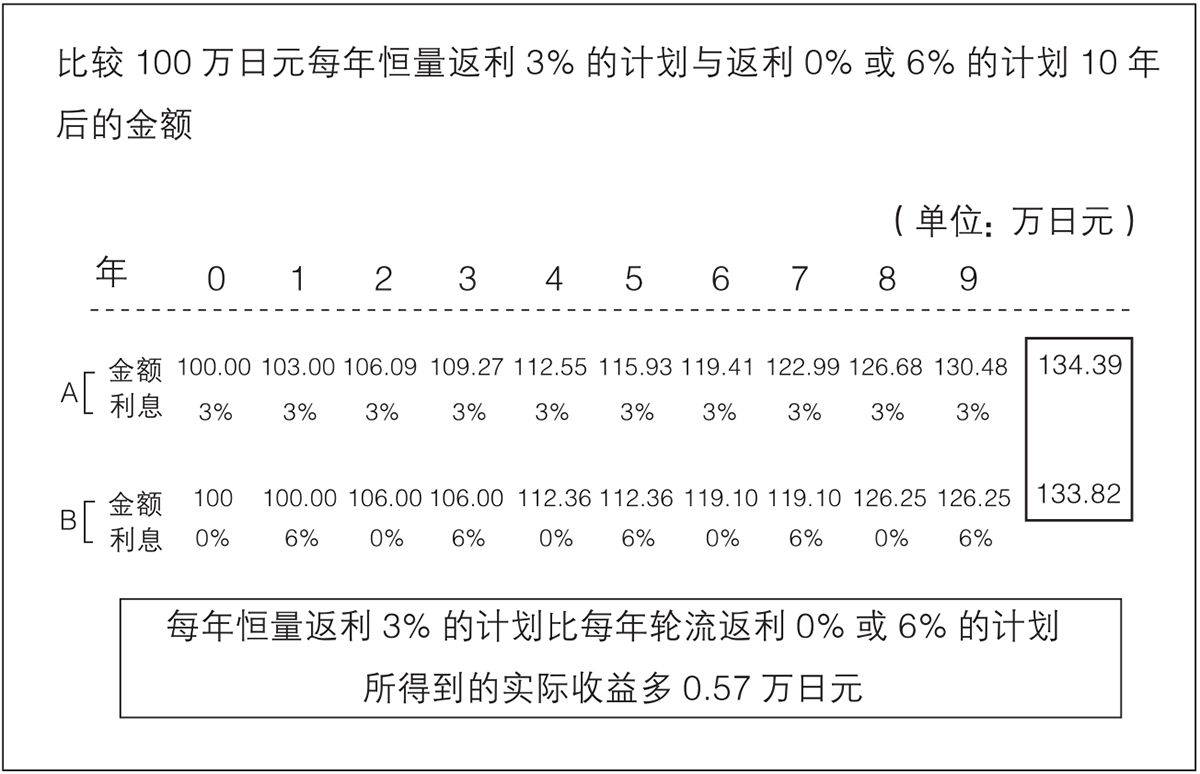 比较 100 万日元每年恒量返利 3% 的计划与返利 0% 或 6% 的计划 10 年
后的金额
（单位：万日元）
年 0 1 2 3 4 5 6 7 8 9
A
金额 100.00 103.00 106.09 109.27 112.55 115.93 119.41 122.99 126.68 130.48 134.39
利息 3% 3% 3% 3% 3% 3% 3% 3% 3% 3%
B
金额 100 100.00 106.00 106.00 112.36 112.36 119.10 119.10 126.25 126.25 133.82
利息 0% 6% 0% 6% 0% 6% 0% 6% 0% 6%
每年恒量返利 3% 的计划比每年轮流返利 0% 或 6% 的计划
所得到的实际收益多 0.57 万日元